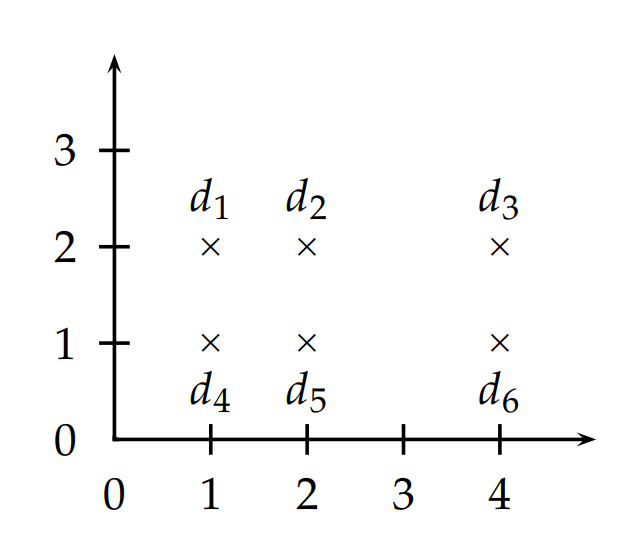 3
d₁ d₂ d₃
2 × × ×
1 × × ×
d₄ d₅ d₆
0
0 1 2 3 4